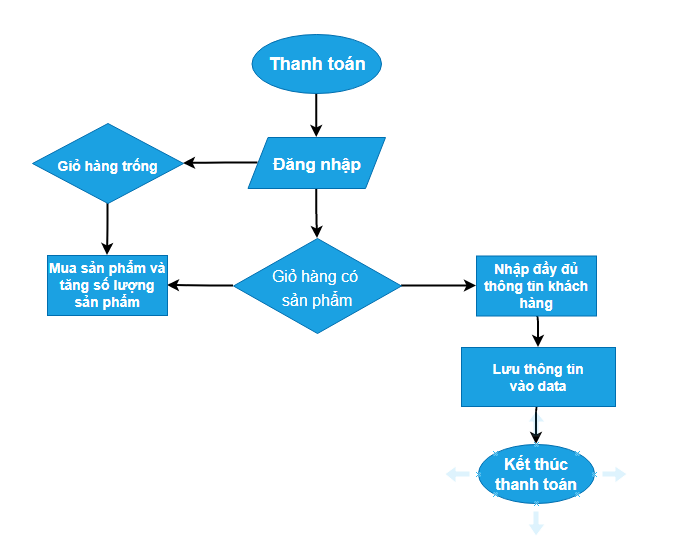 Thanh toán
Đăng nhập
Giỏ hàng trống
Giỏ hàng có
sản phẩm
Mua sản phẩm và
tăng số lượng
sản phẩm
Nhập đầy đủ
thông tin khách
hàng
Lưu thông tin
vào data
Kết thúc
thanh toán